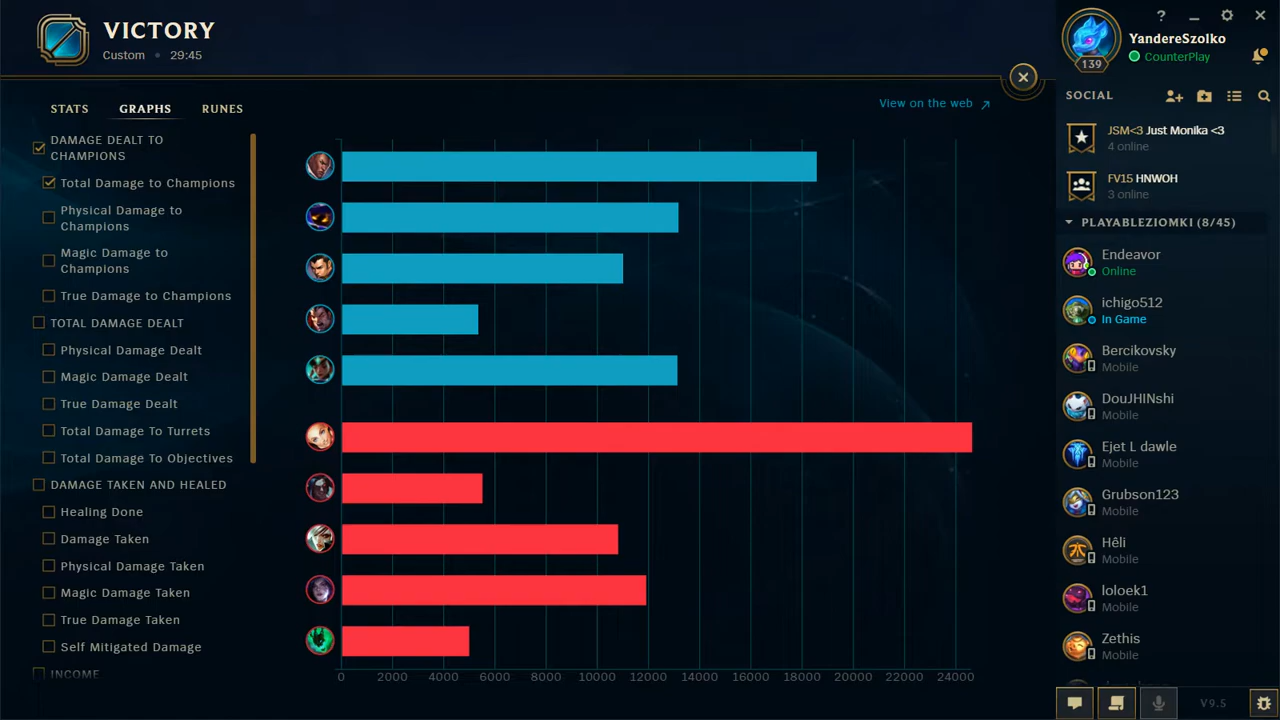 VICTORY
Custom • 29:45
STATS
GRAPHS
RUNES
View on the web
DAMAGE DEALT TO
CHAMPIONS
Total Damage to Champions
Physical Damage to
Champions
Magic Damage to
Champions
True Damage to Champions
TOTAL DAMAGE DEALT
Physical Damage Dealt
Magic Damage Dealt
True Damage Dealt
Total Damage To Turrets
Total Damage To Objectives
DAMAGE TAKEN AND HEALED
Healing Done
Damage Taken
Physical Damage Taken
Magic Damage Taken
True Damage Taken
Self Mitigated Damage
INCOME
0 2000 4000 6000 8000 10000 12000 14000 16000 18000 20000 22000 24000
?
139
YandereSzolko
CounterPlay
SOCIAL
JSM<3 Just Monika <3
4 online
FV15 HNWOH
3 online
PLAYABLEZIOMKI (8/45)
Endeavor
Online
ichigo512
In Game
Bercikovsky
Mobile
DouJHINshi
Mobile
Ejet L dawle
Mobile
Grubson123
Mobile
Hêli
Mobile
loloek1
Mobile
Zethis
Mobile
V9.5